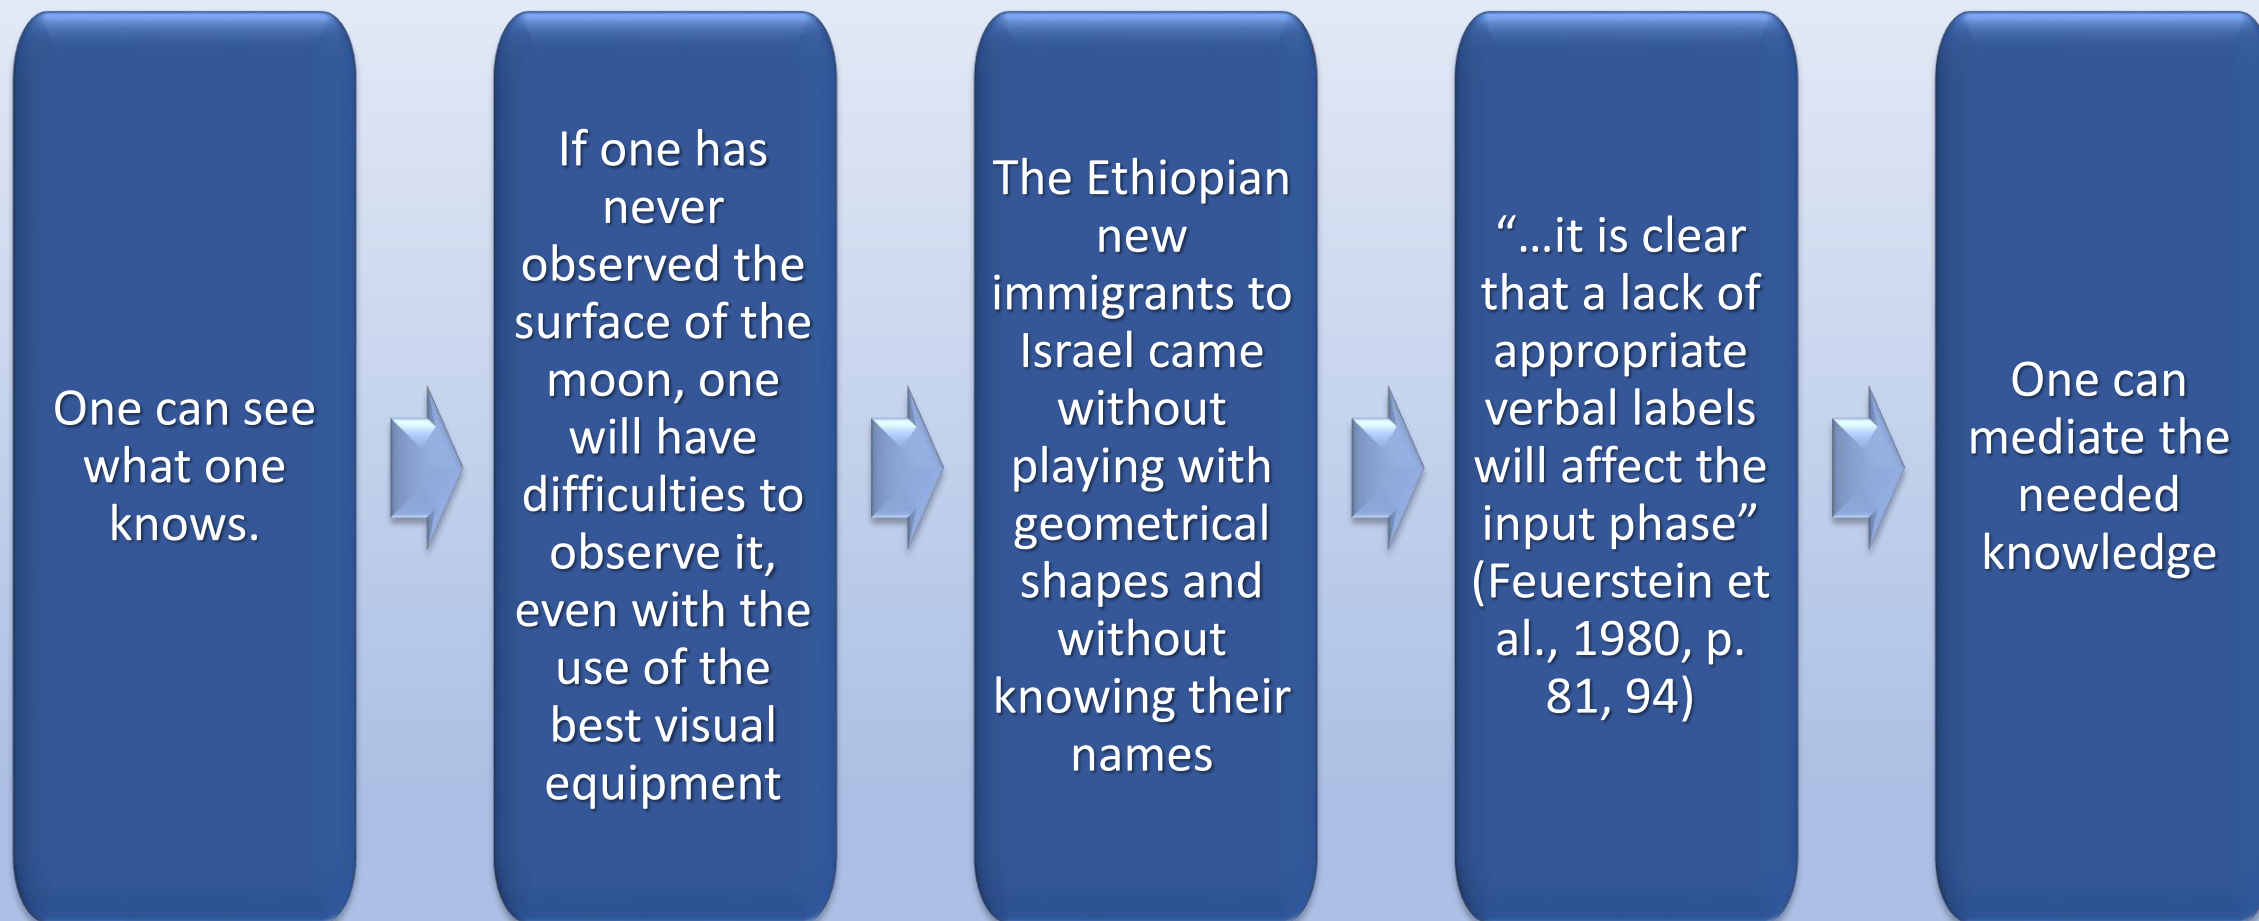 One can see
what one
knows.
If one has
never
observed the
surface of the
moon, one
will have
difficulties to
observe it,
even with the
use of the
best visual
equipment
The Ethiopian
new
immigrants to
Israel came
without
playing with
geometrical
shapes and
without
knowing their
names
“…it is clear
that a lack of
appropriate
verbal labels
will affect the
input phase”
(Feuerstein et
al., 1980, p.
81, 94)
One can
mediate the
needed
knowledge